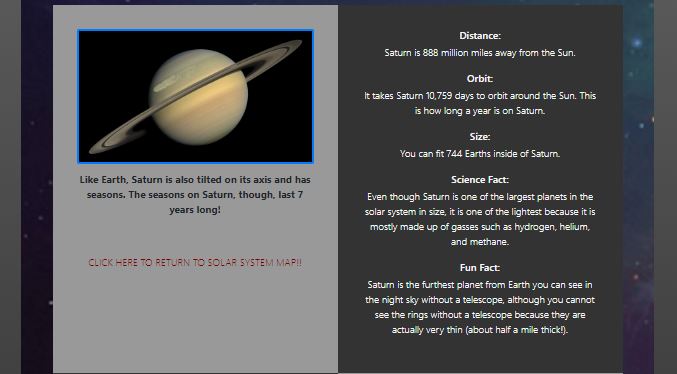 Like Earth, Saturn is also tilted on its axis and has
seasons. The seasons on Saturn, though, last 7
years long!
CLICK HERE TO RETURN TO SOLAR SYSTEM MAP!!
Distance:
Saturn is 888 million miles away from the Sun.
Orbit:
It takes Saturn 10,759 days to orbit around the Sun. This
is how long a year is on Saturn.
Size:
You can fit 744 Earths inside of Saturn.
Science Fact:
Even though Saturn is one of the largest planets in the
solar system in size, it is one of the lightest because it is
mostly made up of gasses such as hydrogen, helium,
and methane.
Fun Fact:
Saturn is the furthest planet from Earth you can see in
the night sky without a telescope, although you cannot
see the rings without a telescope because they are
actually very thin (about half a mile thick!).